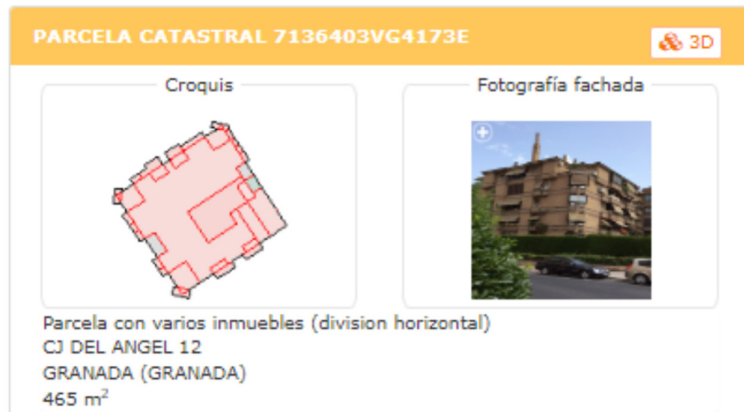 PARCELA CATASTRAL 7136403VG4173E
3D
Croquis
Fotografía fachada
Parcela con varios inmuebles (division horizontal)
CJ DEL ANGEL 12
GRANADA (GRANADA)
465 m²